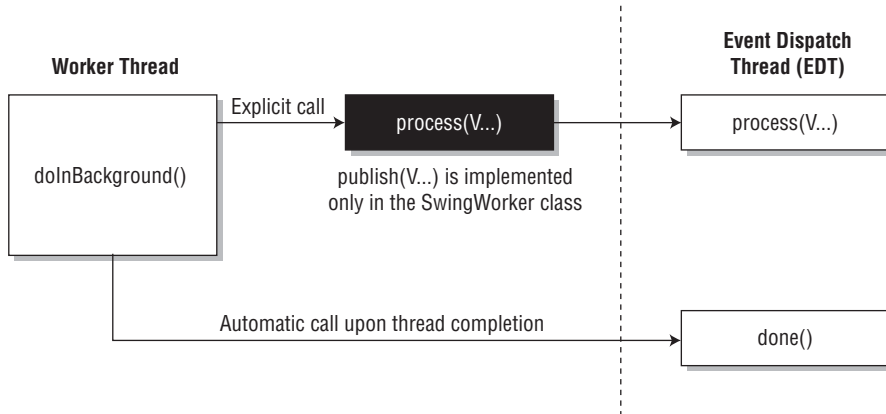 Worker Thread
Event Dispatch
Thread (EDT)
doInBackground()
Explicit call
process(V...)
process(V...)
publish(V...) is implemented
only in the SwingWorker class
Automatic call upon thread completion
done()